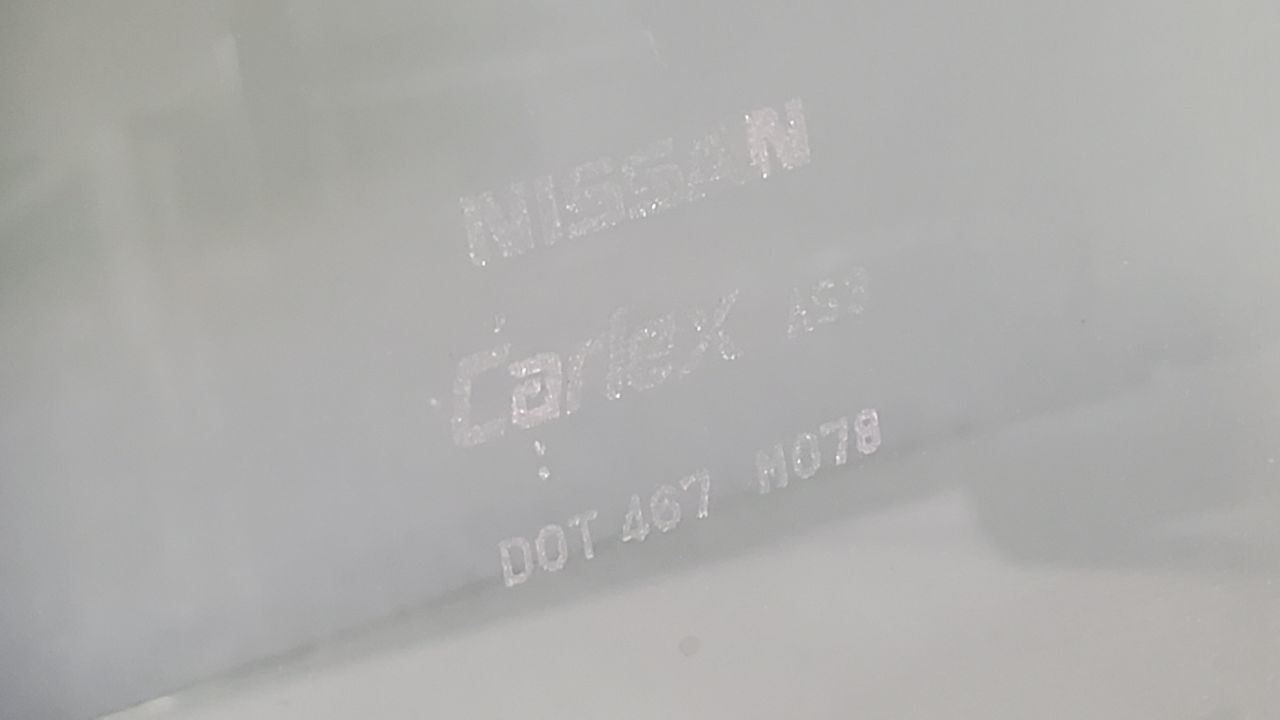 NISSAN
Carlex AS3
DOT 467 M078